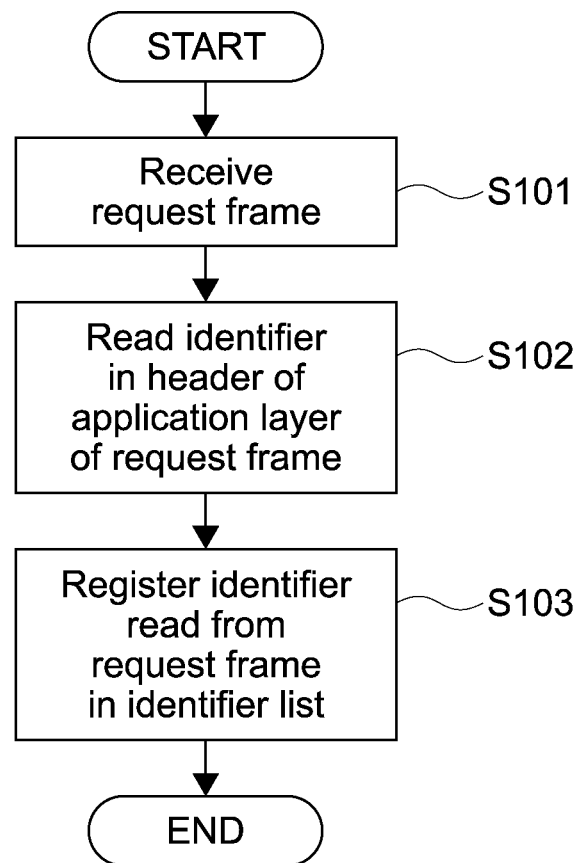 START
Receive
request frame
S101
Read identifier
in header of
application layer
of request frame
S102
Register identifier
read from
request frame
in identifier list
S103
END